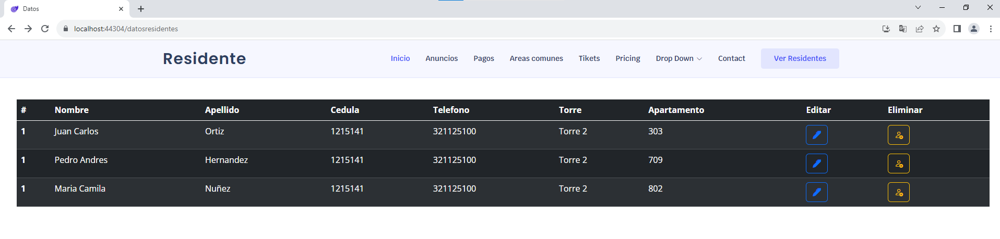 Datos
localhost:44304/datosresidentes
Residente Inicio Anuncios Pagos Areas comunes Tikets Pricing Drop Down Contact Ver Residentes
# Nombre Apellido Cedula Telefono Torre Apartamento Editar Eliminar
1 Juan Carlos Ortiz 1215141 321125100 Torre 2 303
1 Pedro Andres Hernandez 1215141 321125100 Torre 2 709
1 Maria Camila Nuñez 1215141 321125100 Torre 2 802